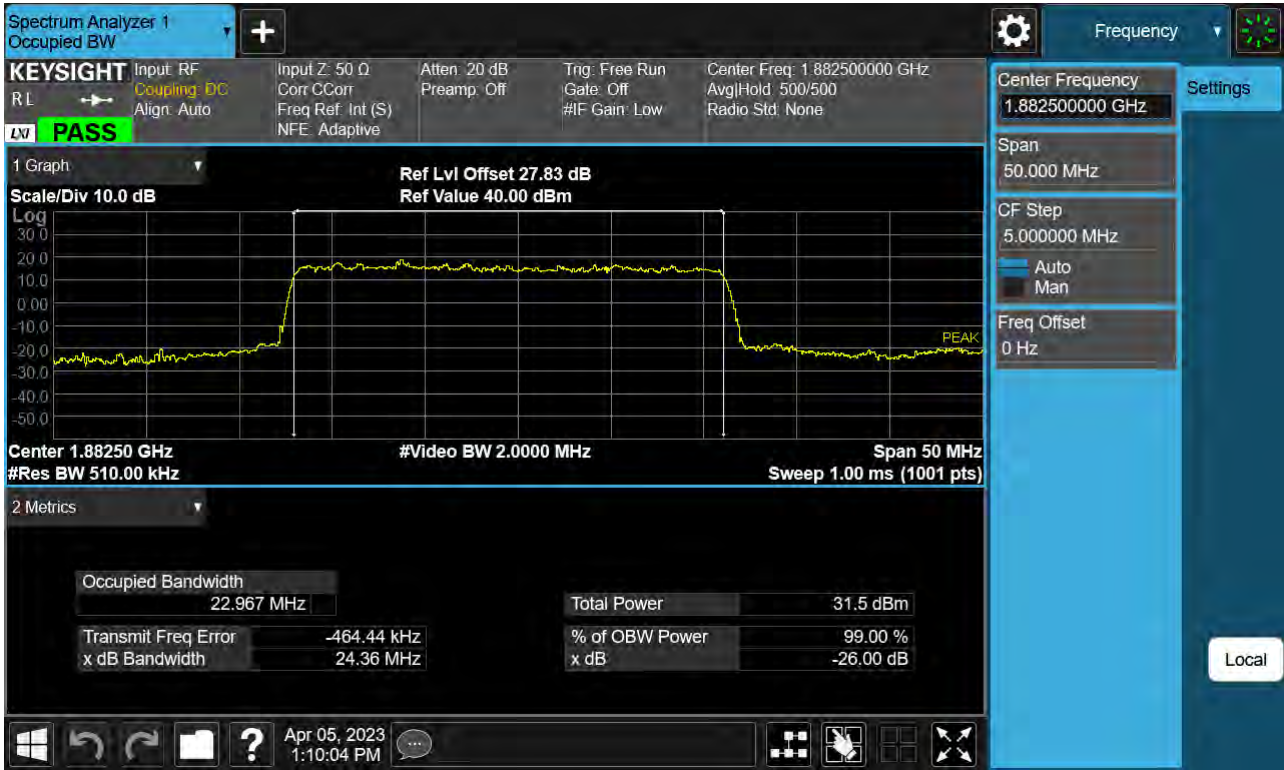 Spectrum Analyzer 1
Occupied BW
+
Frequency
KEYSIGHT
RL
LXI
PASS
Input: RF
Coupling: DC
Align: Auto
Input Z: 50 Ω
Corr CCorr
Freq Ref: Int (S)
NFE: Adaptive
Atten: 20 dB
Preamp: Off
Trig: Free Run
Gate: Off
#IF Gain: Low
Center Freq: 1.882500000 GHz
Avg|Hold: 500/500
Radio Std: None
Center Frequency
1.882500000 GHz
Settings
Span
50.000 MHz
CF Step
5.000000 MHz
Auto
Man
Freq Offset
0 Hz
Local
1 Graph
Scale/Div 10.0 dB
Ref Lvl Offset 27.83 dB
Ref Value 40.00 dBm
Log
30.0
20.0
10.0
0.00
-10.0
-20.0
-30.0
-40.0
-50.0
PEAK
Center 1.88250 GHz
#Video BW 2.0000 MHz
Span 50 MHz
#Res BW 510.00 kHz
Sweep 1.00 ms (1001 pts)
2 Metrics
Occupied Bandwidth
22.967 MHz
Total Power 31.5 dBm
Transmit Freq Error -464.44 kHz
% of OBW Power 99.00 %
x dB Bandwidth 24.36 MHz
x dB -26.00 dB
?
Apr 05, 2023
1:10:04 PM